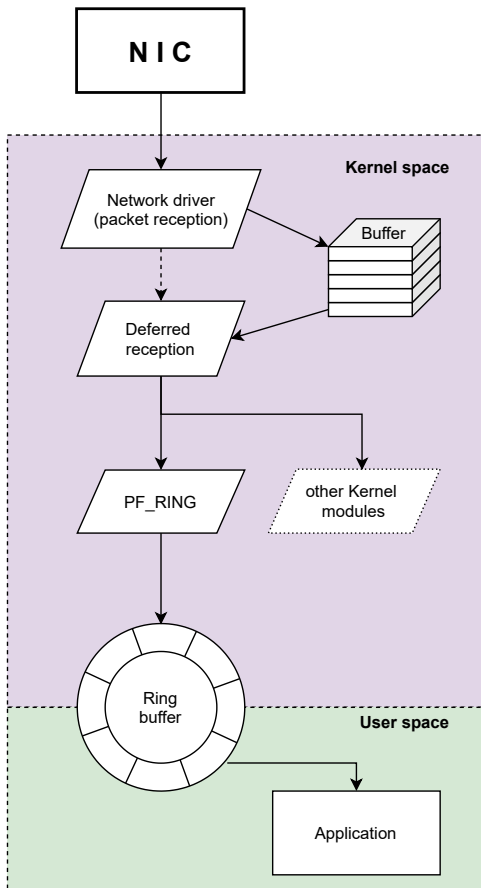 N I C
Kernel space
Network driver
(packet reception)
Buffer
Deferred
reception
PF_RING
other Kernel
modules
Ring
buffer
User space
Application